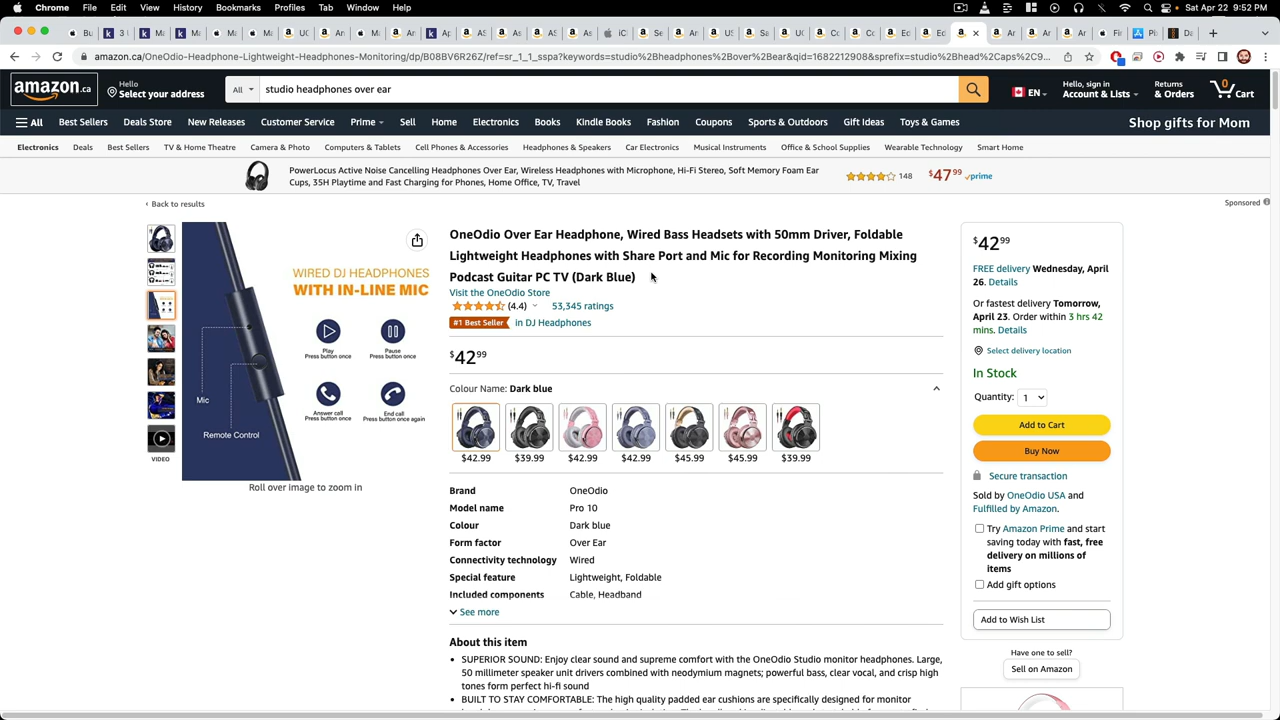 Chrome File Edit View History Bookmarks Profiles Tab Window Help Sat Apr 22 9:52 PM
amazon.ca/OneOdio-Over-Ear-Headphone-Lightweight-Headphones-Monitoring/dp/B08BV6R26Z/ref=sr_1_1_sspa?keywords=studio%2Bheadphones%2Bover%2Bear&qid=1682212908&sprefix=studio%2Bhead%2Caps%2C9...
amazon.ca
Hello
Select your address
All
studio headphones over ear
EN
Hello, sign in
Account & Lists
Returns
& Orders
0
Cart
All Best Sellers Deals Store New Releases Customer Service Prime Sell Home Electronics Books Kindle Books Fashion Coupons Sports & Outdoors Gift Ideas Toys & Games Shop gifts for Mom
Electronics Deals Best Sellers TV & Home Theatre Camera & Photo Computers & Tablets Cell Phones & Accessories Headphones & Speakers Car Electronics Musical Instruments Office & School Supplies Wearable Technology Smart Home
PowerLocus Active Noise Cancelling Headphones Over Ear, Wireless Headphones with Microphone, Hi-Fi Stereo, Soft Memory Foam Ear
Cups, 35H Playtime and Fast Charging for Phones, Home Office, TV, Travel
148 $47 99 prime
‹ Back to results
Sponsored
WIRED DJ HEADPHONES
WITH IN-LINE MIC
Play
Press button once
Pause
Press button once
Answer call
Press button once
End call
Press button once again
Mic
Remote Control
VIDEO
Roll over image to zoom in
OneOdio Over Ear Headphone, Wired Bass Headsets with 50mm Driver, Foldable
Lightweight Headphones with Share Port and Mic for Recording Monitoring Mixing
Podcast Guitar PC TV (Dark Blue)
Visit the OneOdio Store
(4.4) 53,345 ratings
#1 Best Seller in DJ Headphones
$42 99
Colour Name: Dark blue
$42.99 $39.99 $42.99 $42.99 $45.99 $45.99 $39.99
Brand OneOdio
Model name Pro 10
Colour Dark blue
Form factor Over Ear
Connectivity technology Wired
Special feature Lightweight, Foldable
Included components Cable, Headband
See more
About this item
• SUPERIOR SOUND: Enjoy clear sound and supreme comfort with the OneOdio Studio monitor headphones. Large,
50 millimeter speaker unit drivers combined with neodymium magnets; powerful bass, clear vocal, and crisp high
tones form perfect hi-fi sound
• BUILT TO STAY COMFORTABLE: The high quality padded ear cushions are specifically designed for monitor
$42 99
FREE delivery Wednesday, April
26. Details
Or fastest delivery Tomorrow,
April 23. Order within 3 hrs 42
mins. Details
Select delivery location
In Stock
Quantity: 1
Add to Cart
Buy Now
Secure transaction
Sold by OneOdio USA and
Fulfilled by Amazon.
Try Amazon Prime and start
saving today with fast, free
delivery on millions of
items
Add gift options
Add to Wish List
Have one to sell?
Sell on Amazon